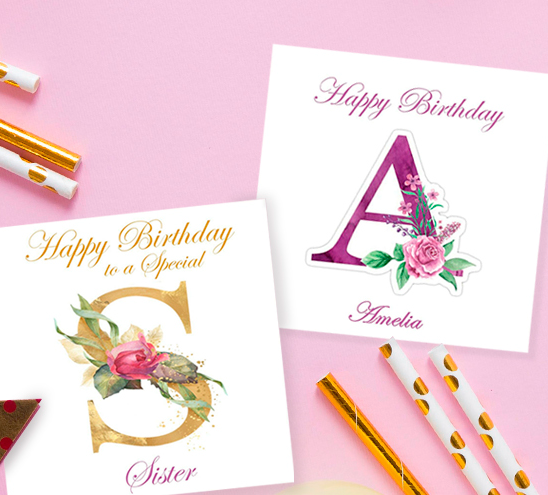 Happy Birthday
A
Amelia
Happy Birthday
to a Special
S
Sister